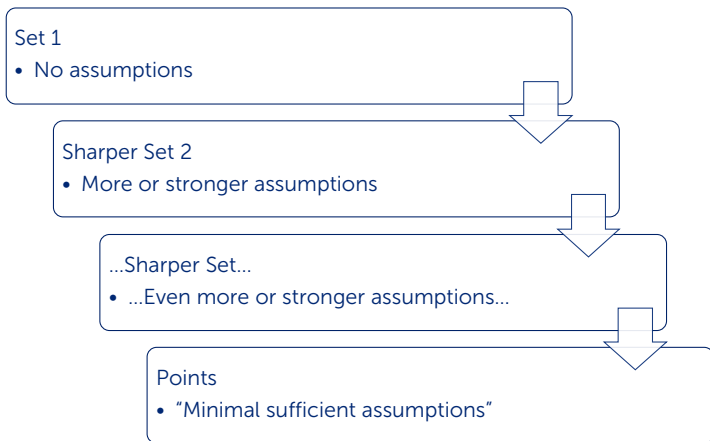 Set 1
• No assumptions
Sharper Set 2
• More or stronger assumptions
...Sharper Set...
• ...Even more or stronger assumptions...
Points
• “Minimal sufficient assumptions”